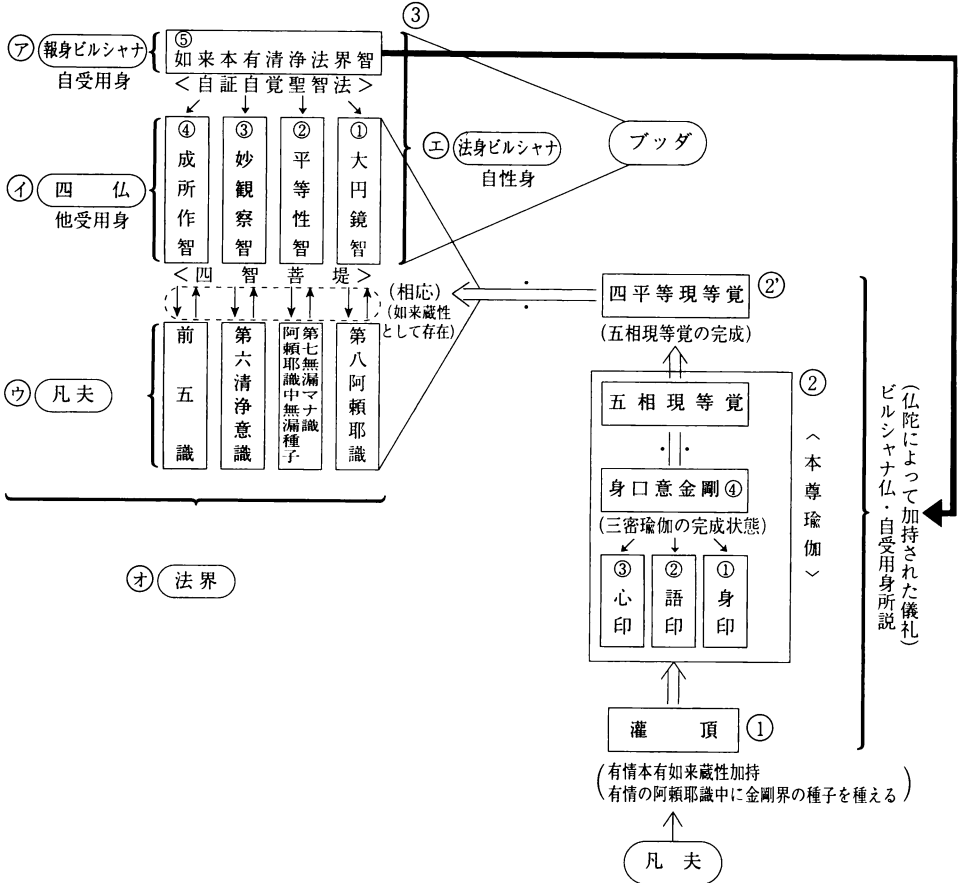 ③
㋐ 報身ビルシャナ
自受用身
⑤
如来本有清浄法界智
<自証自覚聖智法>
㋑ 四仏
他受用身
④成所作智
③妙観察智
②平等性智
①大円鏡智
㋓ 法身ビルシャナ
自性身
ブッダ
<四智菩堤>
(相応)
(如来蔵性
として存在)
㋒ 凡夫
前五識
第六清浄意識
第七無漏マナ識
阿頼耶識中無漏種子
第八阿頼耶識
㋔ 法界
四平等現等覚 ②'
(五相現等覚の完成)
②
五相現等覚
身口意金剛④
(三密瑜伽の完成状態)
③心印
②語印
①身印
〈本尊瑜伽〉
(仏陀によって加持された儀礼)
ビルシャナ仏・自受用身所説
灌頂 ①
(有情本有如来蔵性加持
有情の阿頼耶識中に金剛界の種子を種える)
凡夫